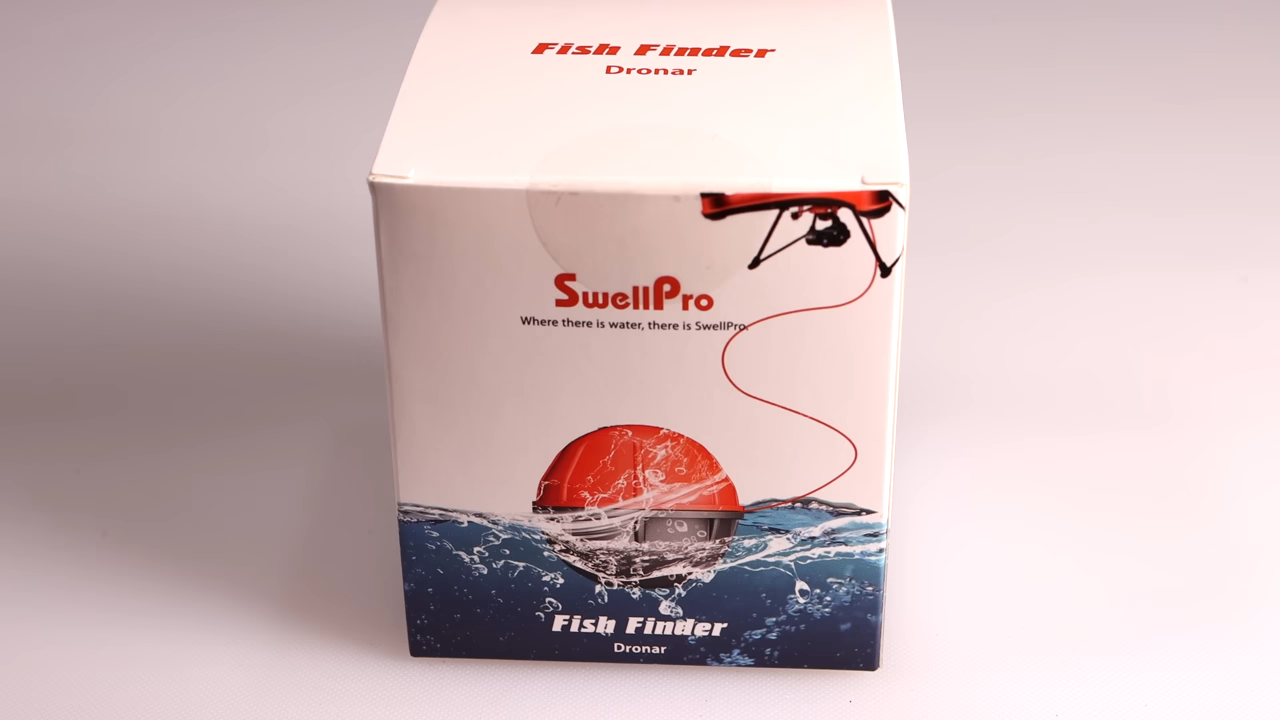 Fish Finder
Dronar
SwellPro
Where there is water, there is SwellPro.
Fish Finder
Dronar